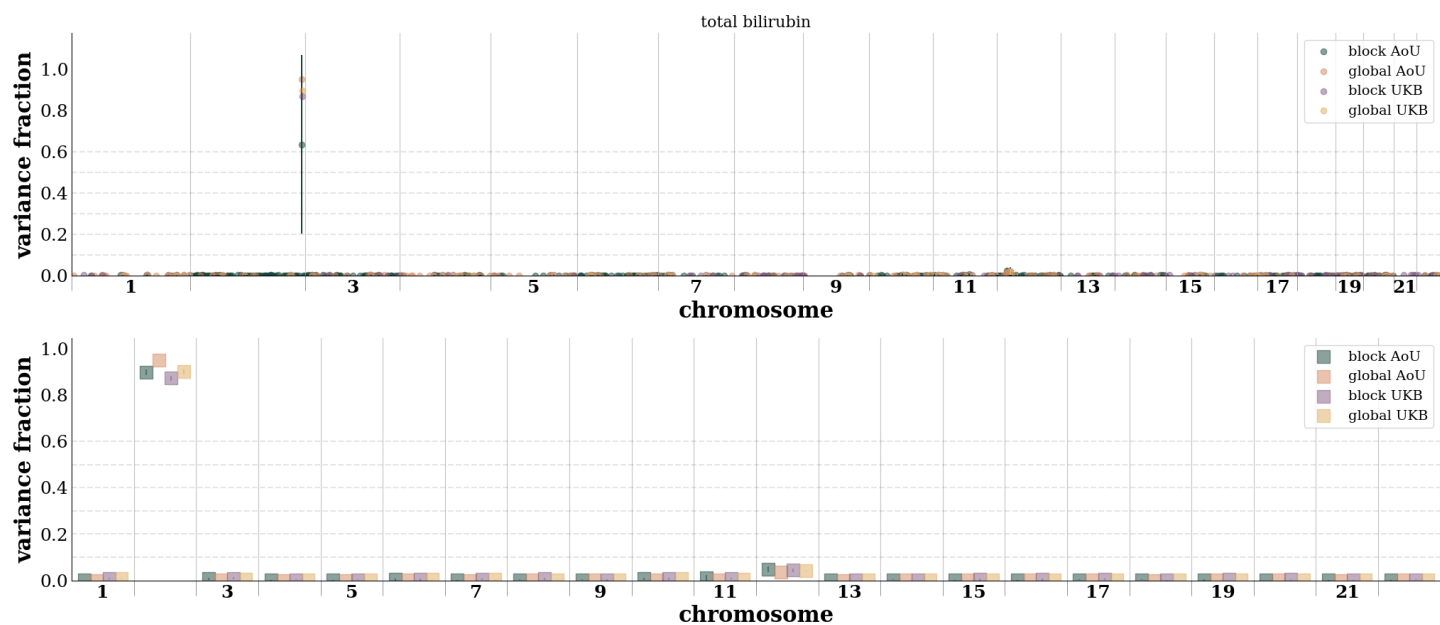 total bilirubin
variance fraction
1.0
0.8
0.6
0.4
0.2
0.0
block AoU
global AoU
block UKB
global UKB
1 3 5 7 9 11 13 15 17 19 21
chromosome
variance fraction
1.0
0.8
0.6
0.4
0.2
0.0
block AoU
global AoU
block UKB
global UKB
1 3 5 7 9 11 13 15 17 19 21
chromosome